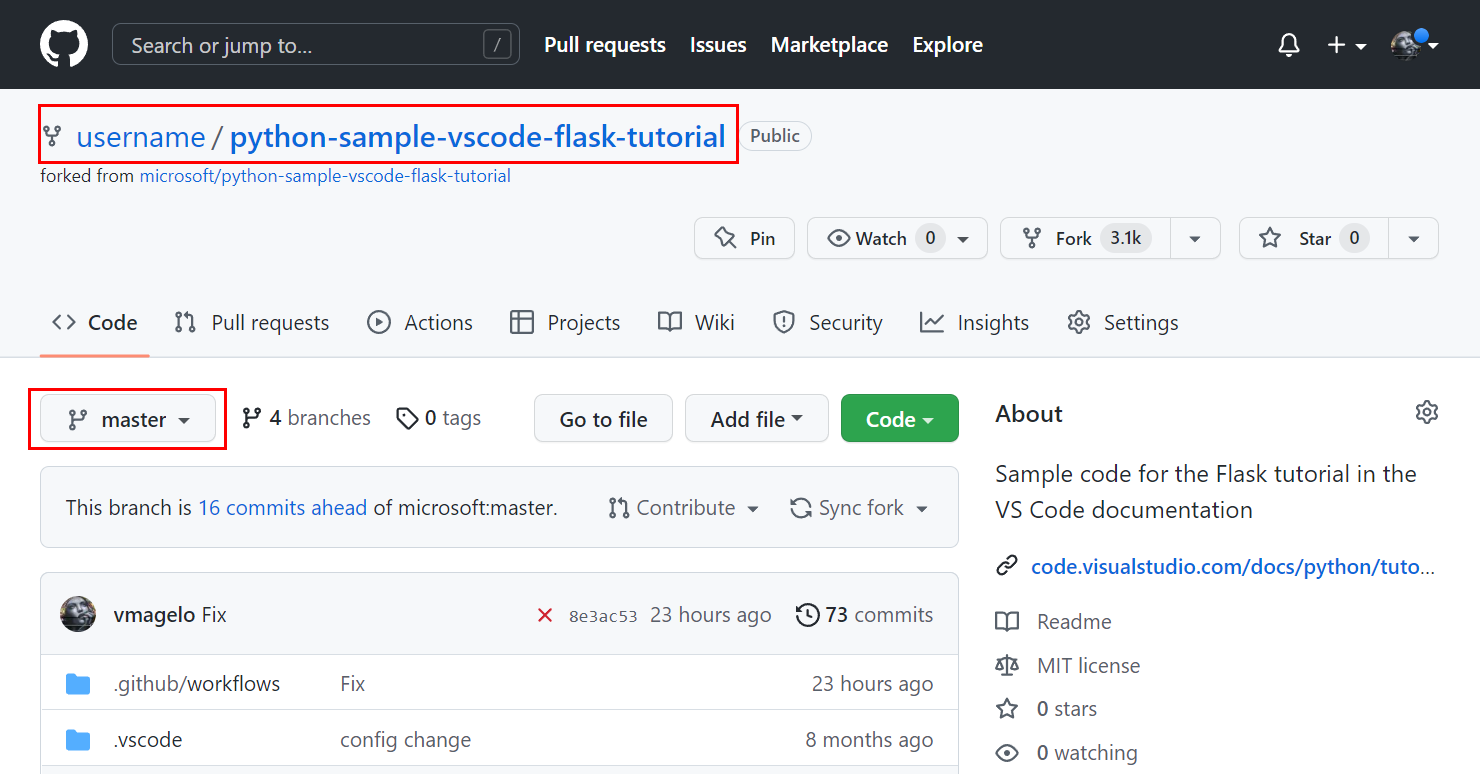 Search or jump to... / Pull requests Issues Marketplace Explore
username / python-sample-vscode-flask-tutorial Public
forked from microsoft/python-sample-vscode-flask-tutorial
Pin Watch 0 Fork 3.1k Star 0
<> Code Pull requests Actions Projects Wiki Security Insights Settings
master 4 branches 0 tags Go to file Add file Code
This branch is 16 commits ahead of microsoft:master. Contribute Sync fork
vmagelo Fix 8e3ac53 23 hours ago 73 commits
.github/workflows Fix 23 hours ago
.vscode config change 8 months ago
About
Sample code for the Flask tutorial in the
VS Code documentation
code.visualstudio.com/docs/python/tuto...
Readme
MIT license
0 stars
0 watching